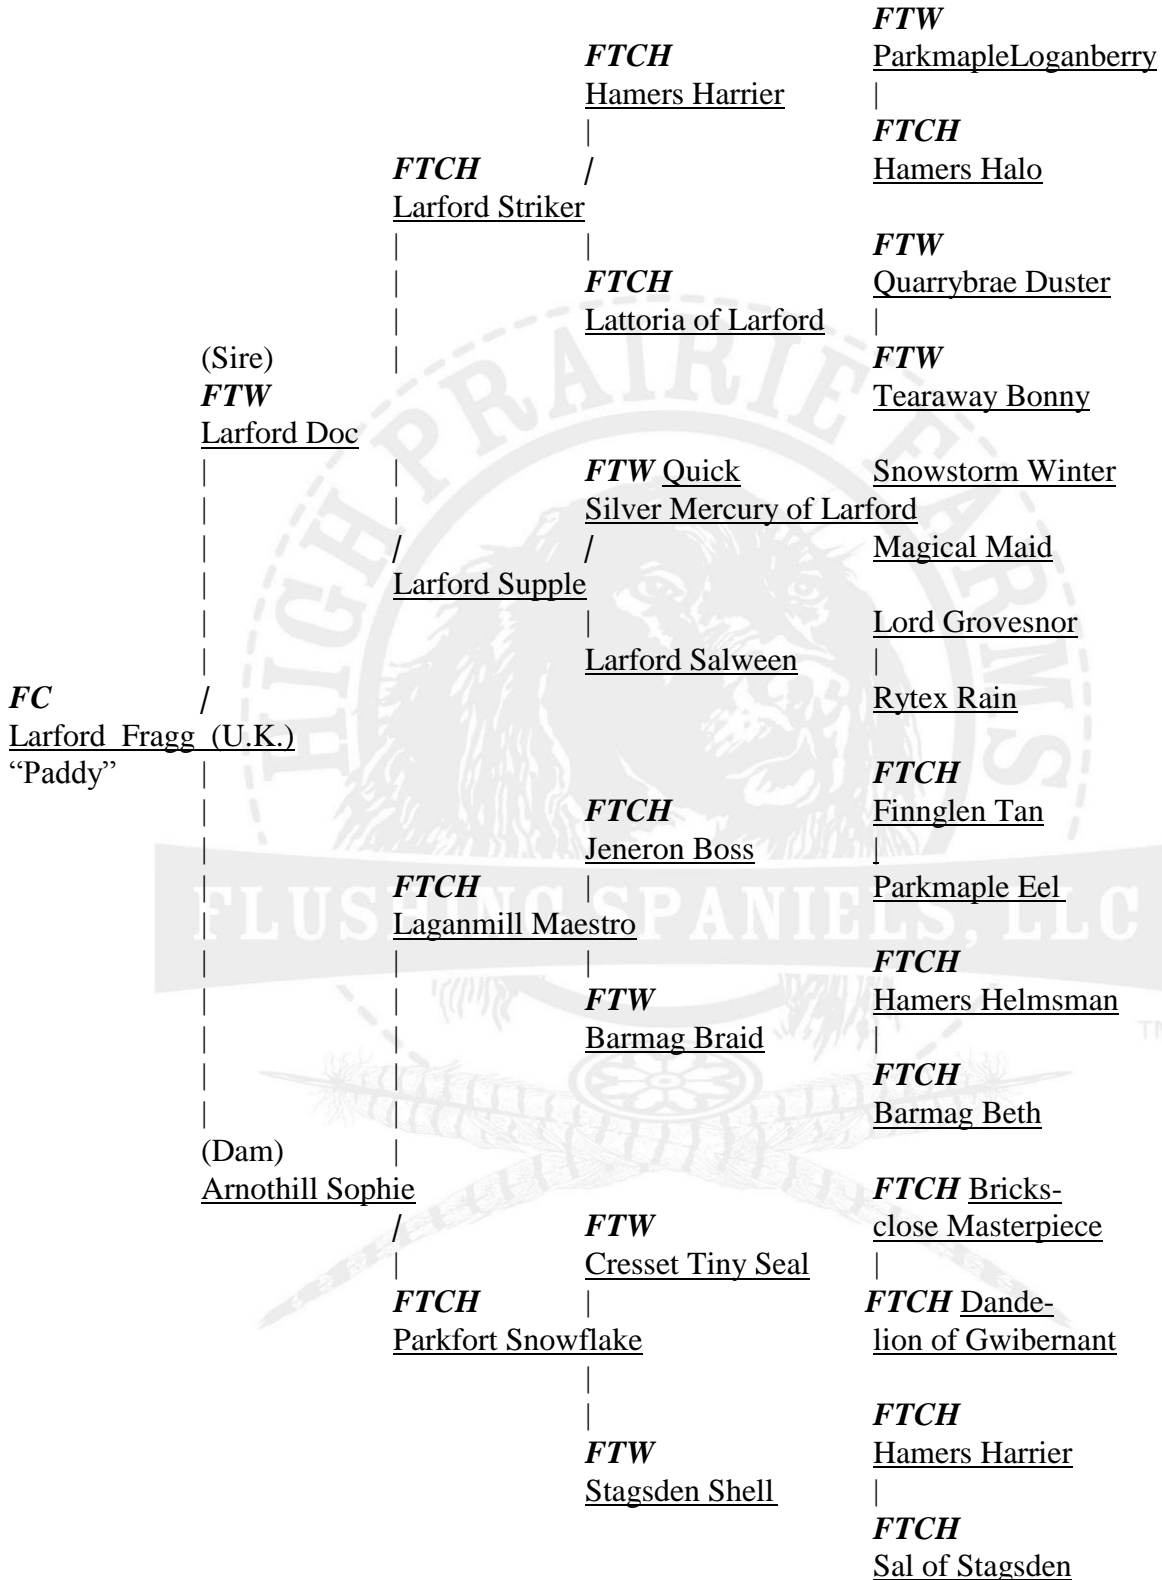 FTW
FTCH
ParkmapleLoganberry
Hamers Harrier
FTCH
FTCH
Hamers Halo
Larford Striker
FTW
FTCH
Quarrybrae Duster
Lattoria of Larford
(Sire)
FTW
FTW
Tearaway Bonny
Larford Doc
FTW Quick
Snowstorm Winter
Silver Mercury of Larford
Magical Maid
Larford Supple
Lord Grovesnor
Larford Salween
FC
Rytex Rain
Larford Fragg (U.K.)
“Paddy”
FTCH
FTCH
Finnglen Tan
Jeneron Boss
FTCH
Parkmaple Eel
Laganmill Maestro
FTCH
FTW
Hamers Helmsman
Barmag Braid
FTCH
Barmag Beth
(Dam)
Arnothill Sophie
FTCH Bricks-
FTW
close Masterpiece
Cresset Tiny Seal
FTCH
FTCH Dande-
Parkfort Snowflake
lion of Gwibernant
FTCH
FTW
Hamers Harrier
Stagsden Shell
FTCH
Sal of Stagsden
HIGH PRAIRIE FARMS
FLUSHING SPANIELS, LLC
TM